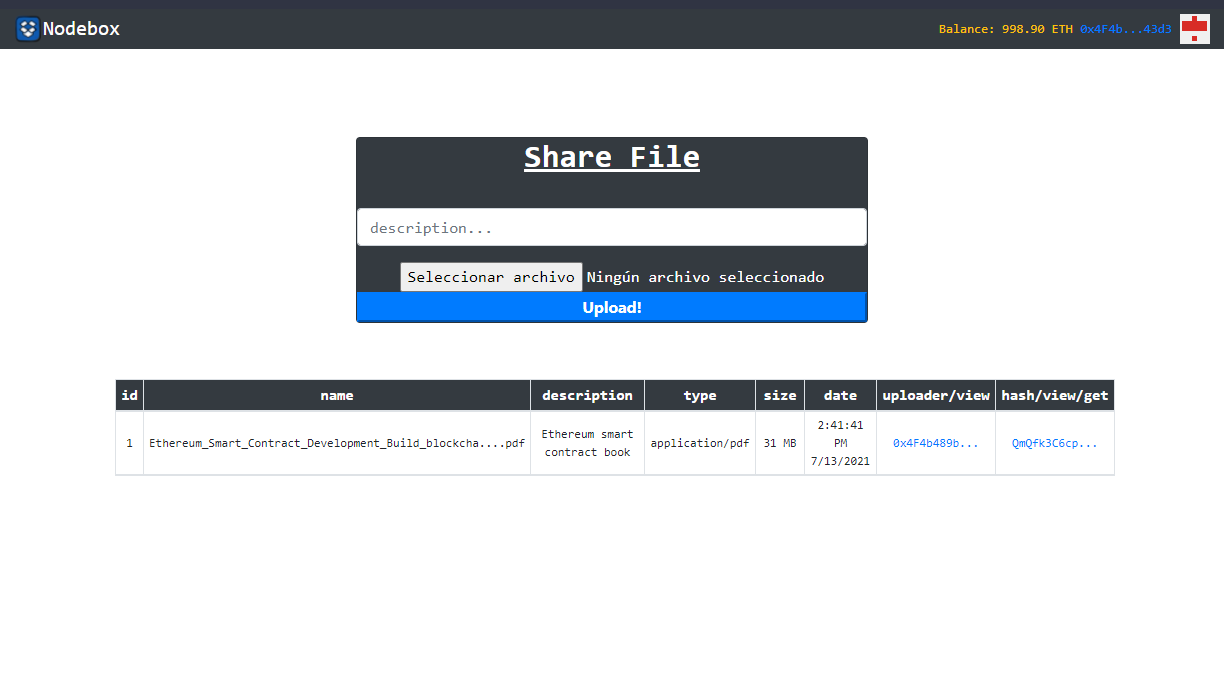 Nodebox
Balance: 998.90 ETH 0x4F4b...43d3
Share File
description...
Seleccionar archivo Ningún archivo seleccionado
Upload!
id name description type size date uploader/view hash/view/get
1 Ethereum_Smart_Contract_Development_Build_blockcha....pdf Ethereum smart contract book application/pdf 31 MB 2:41:41 PM 7/13/2021 0x4F4b489b... QmQfk3C6cp...